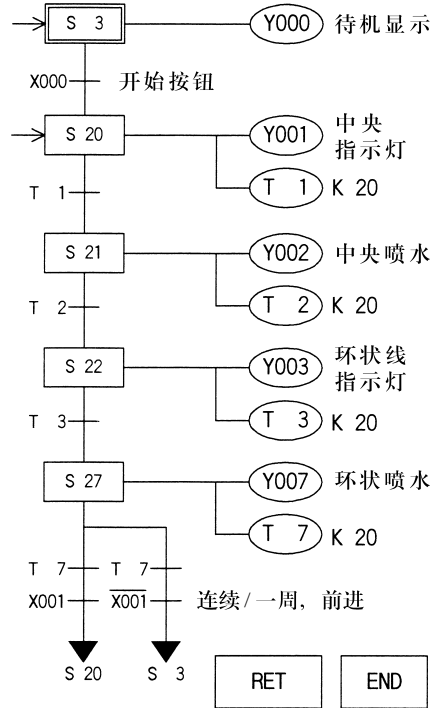 S 3 Y000 待机显示
X000 开始按钮
S 20 Y001 中央
指示灯
T 1 K 20
T 1
S 21 Y002 中央喷水
T 2 K 20
T 2
S 22 Y003 环状线
指示灯
T 3 K 20
T 3
S 27 Y007 环状喷水
T 7 K 20
T 7 T 7
X001 X̅0̅0̅1̅ 连续/一周，前进
S 20 S 3
RET END